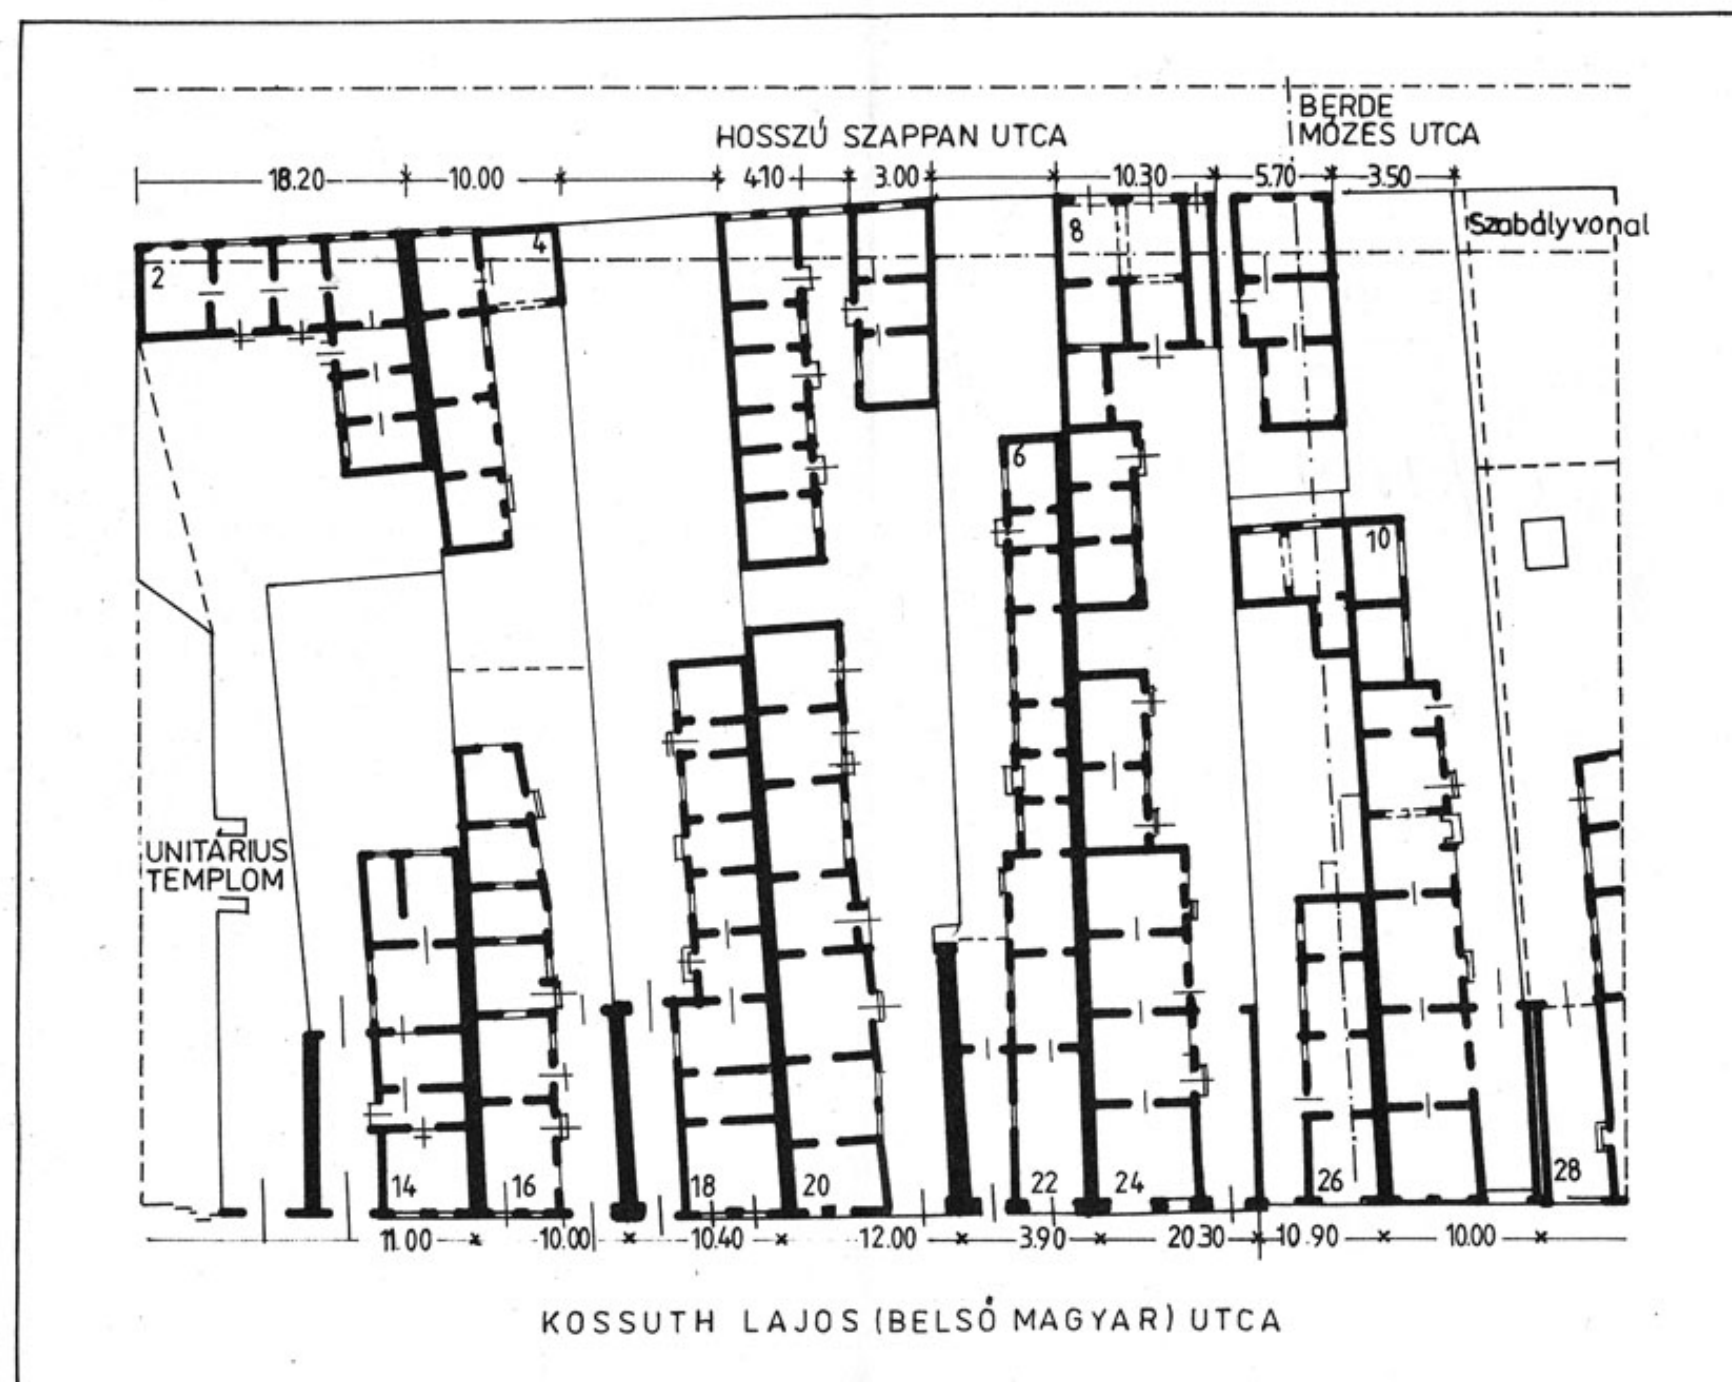 BERDE
HOSSZÚ SZAPPAN UTCA
MÓZES UTCA
18.20 10.00 4.10 3.00 10.30 5.70 3.50
Szabályvonal
2 4 8
6
10
UNITÁRIUS
TEMPLOM
14 16 18 20 22 24 26 28
11.00 10.00 10.40 12.00 3.90 20.30 10.90 10.00
KOSSUTH LAJOS (BELSŐ MAGYAR) UTCA